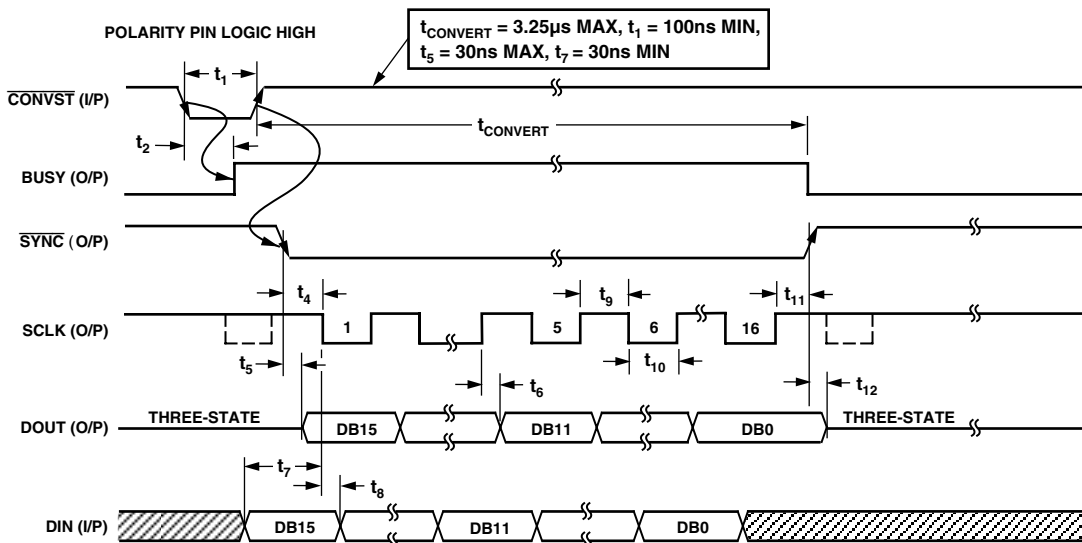 POLARITY PIN LOGIC HIGH
tCONVERT = 3.25µs MAX, t1 = 100ns MIN,
t5 = 30ns MAX, t7 = 30ns MIN
t1
CONVST (I/P)
tCONVERT
t2
BUSY (O/P)
SYNC (O/P)
t4
t9
t11
SCLK (O/P)
1
5
6
16
t5
t6
t10
t12
THREE-STATE
THREE-STATE
DOUT (O/P)
DB15
DB11
DB0
t7
t8
DIN (I/P)
DB15
DB11
DB0